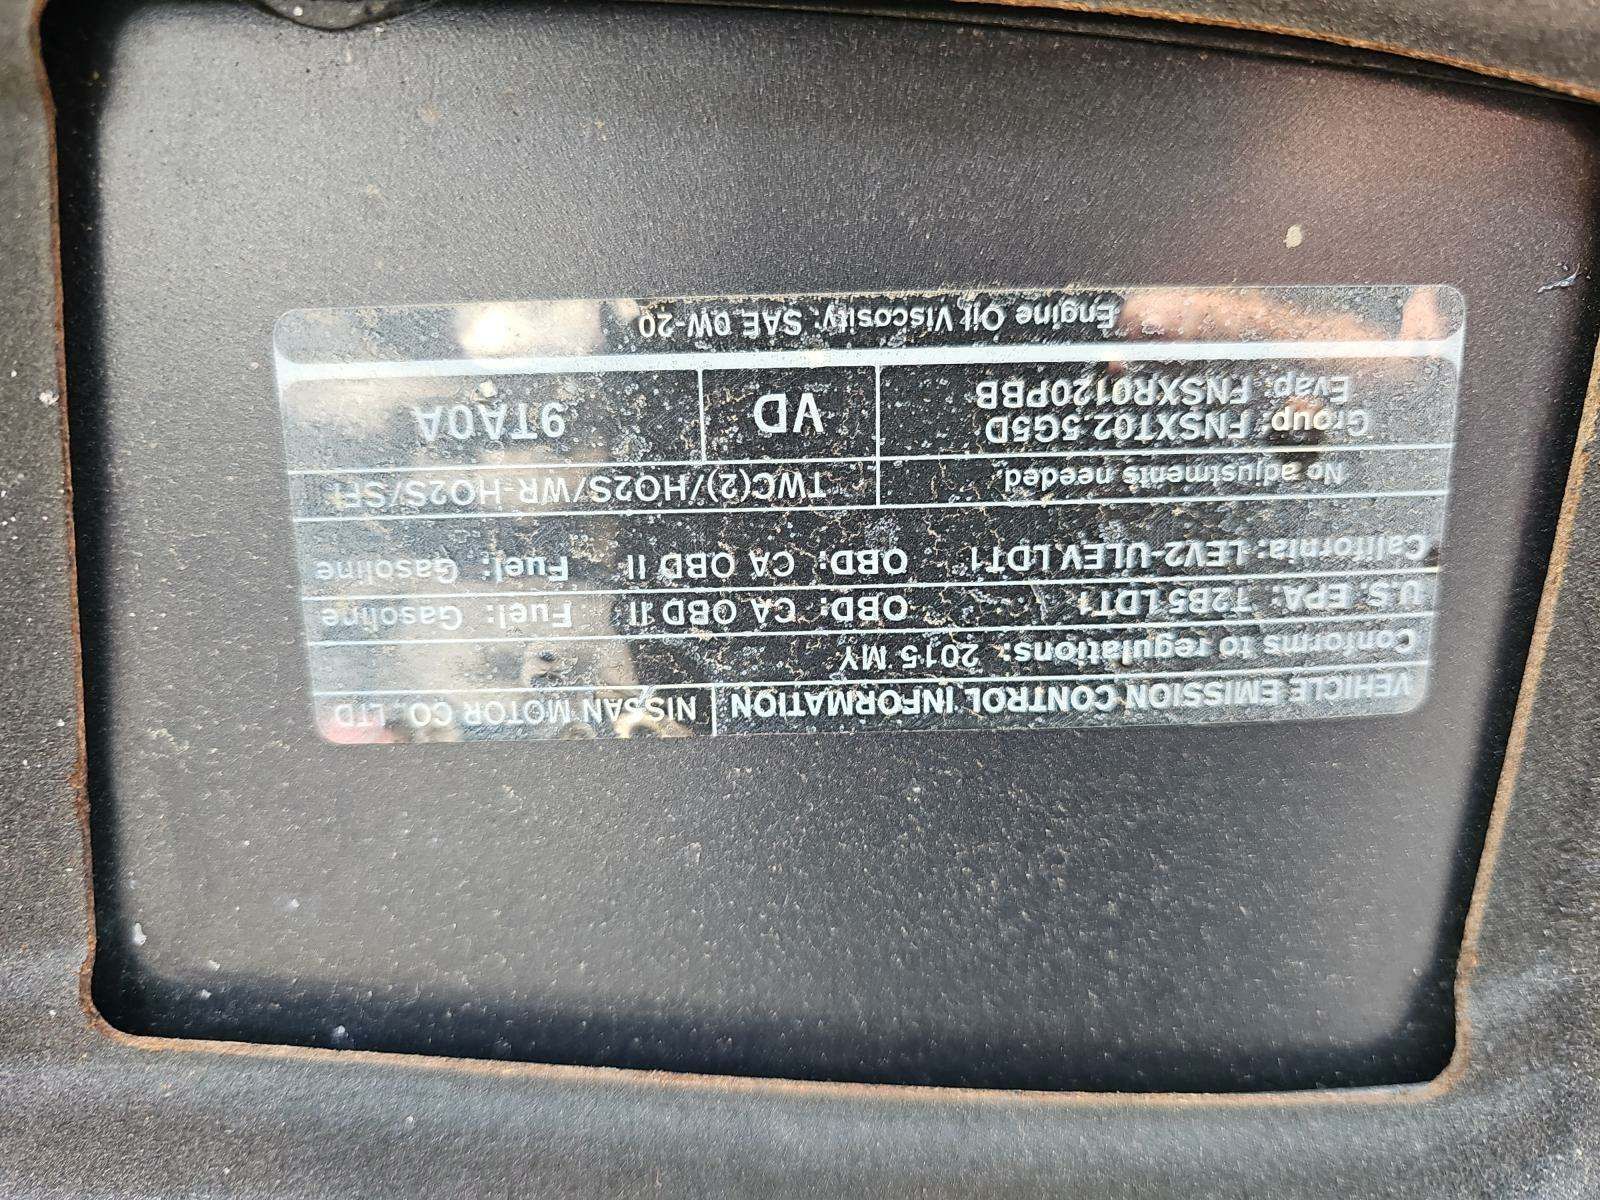 VEHICLE EMISSION CONTROL INFORMATION NISSAN MOTOR CO., LTD
Conforms to regulations: 2015 MY
U.S. EPA: T2B5 LDT1 OBD: CA OBD II Fuel: Gasoline
California: LEV2-ULEV LDT1 OBD: CA OBD II Fuel: Gasoline
No adjustments needed. TWC(2)/HO2S/WR-HO2S/SFI
Group: FNSXT02.5G5D
Evap: FNSXR0120PBB
VD
9TA0A
Engine Oil Viscosity: SAE 0W-20